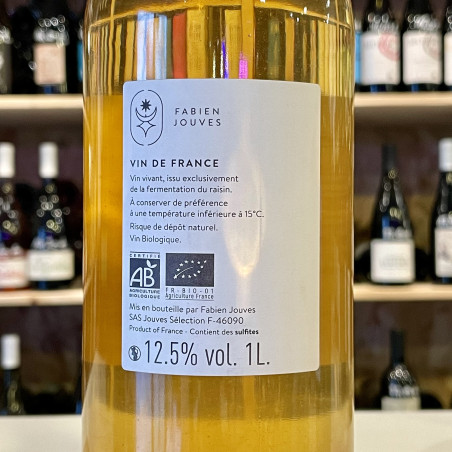 FABIEN
JOUVES
VIN DE FRANCE
Vin vivant, issu exclusivement
de la fermentation du raisin.
À conserver de préférence
à une température inférieure à 15°C.
Risque de dépôt naturel.
Vin Biologique.
CERTIFIÉ
AB
AGRICULTURE
BIOLOGIQUE
FR-BIO-01
Agriculture France
Mis en bouteille par Fabien Jouves
SAS Jouves Sélection F-46090
Product of France - Contient des sulfites
12.5% vol. 1L.